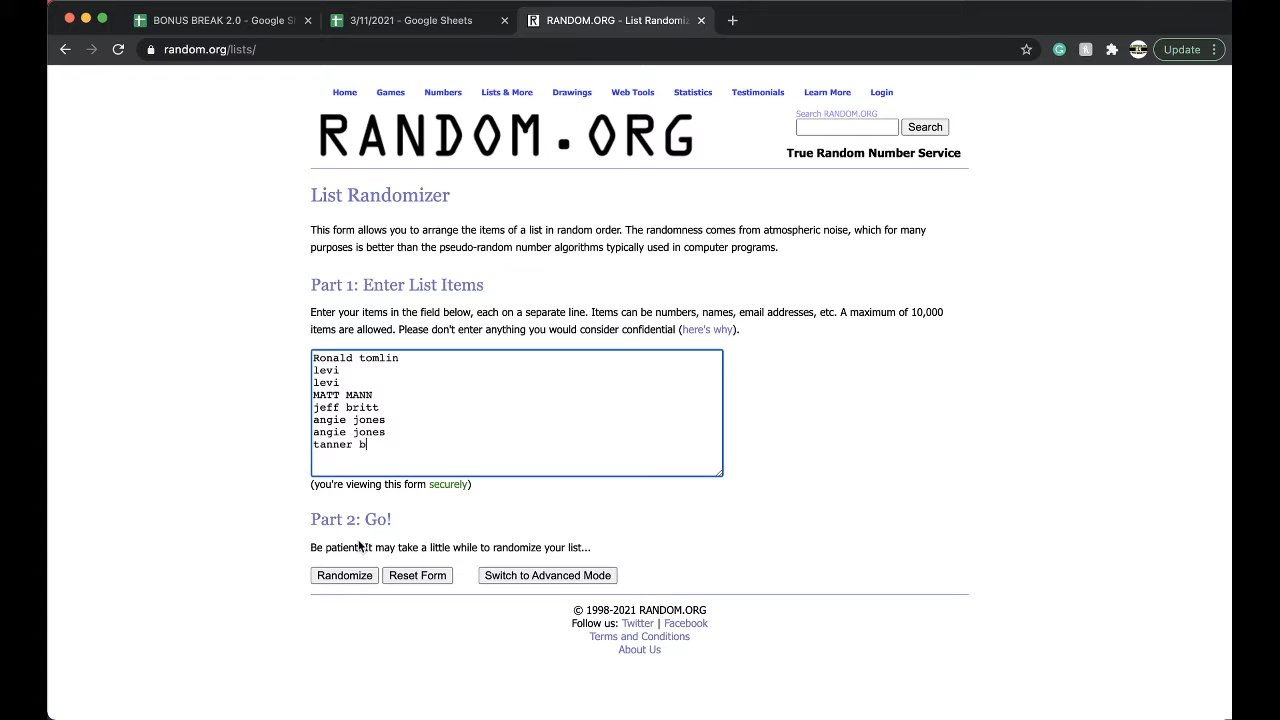 BONUS BREAK 2.0 - Google S
3/11/2021 - Google Sheets
RANDOM.ORG - List Randomiz
random.org/lists/
Update
Home Games Numbers Lists & More Drawings Web Tools Statistics Testimonials Learn More Login
RANDOM.ORG
Search RANDOM.ORG
Search
True Random Number Service
List Randomizer
This form allows you to arrange the items of a list in random order. The randomness comes from atmospheric noise, which for many
purposes is better than the pseudo-random number algorithms typically used in computer programs.
Part 1: Enter List Items
Enter your items in the field below, each on a separate line. Items can be numbers, names, email addresses, etc. A maximum of 10,000
items are allowed. Please don't enter anything you would consider confidential (here's why).
Ronald tomlin
levi
levi
MATT MANN
jeff britt
angie jones
angie jones
tanner b
(you're viewing this form securely)
Part 2: Go!
Be patient! It may take a little while to randomize your list...
Randomize Reset Form Switch to Advanced Mode
© 1998-2021 RANDOM.ORG
Follow us: Twitter | Facebook
Terms and Conditions
About Us